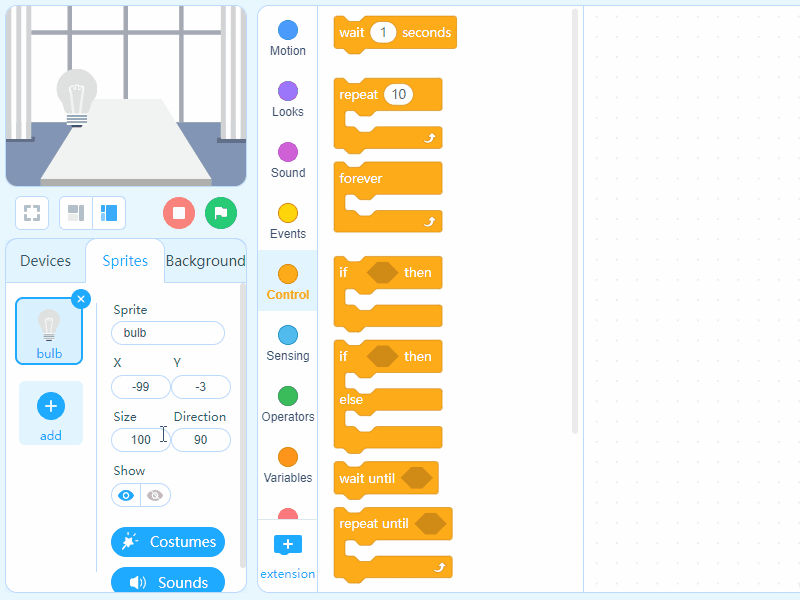 Devices
Sprites
Background
bulb
add
Sprite
bulb
X
Y
-99
-3
Size
Direction
100
90
Show
Costumes
Sounds
Motion
Looks
Sound
Events
Control
Sensing
Operators
Variables
extension
wait 1 seconds
repeat 10
forever
if then
if then
else
wait until
repeat until